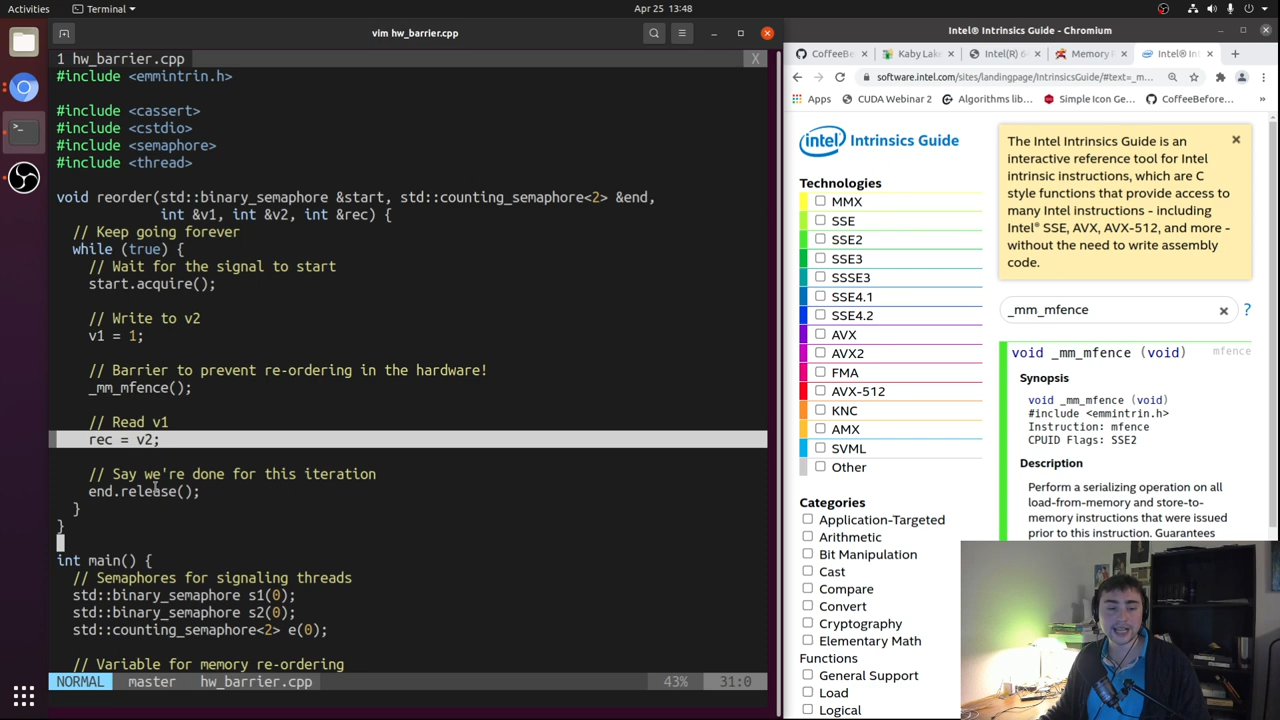 Activities
Terminal
Apr 25 13:48
vim hw_barrier.cpp
1 hw_barrier.cpp
X
#include <emmintrin.h>
#include <cassert>
#include <cstdio>
#include <semaphore>
#include <thread>
void reorder(std::binary_semaphore &start, std::counting_semaphore<2> &end,
int &v1, int &v2, int &rec) {
// Keep going forever
while (true) {
// Wait for the signal to start
start.acquire();
// Write to v2
v1 = 1;
// Barrier to prevent re-ordering in the hardware!
_mm_mfence();
// Read v1
rec = v2;
// Say we're done for this iteration
end.release();
}
}
int main() {
// Semaphores for signaling threads
std::binary_semaphore s1(0);
std::binary_semaphore s2(0);
std::counting_semaphore<2> e(0);
// Variable for memory re-ordering
NORMAL master hw_barrier.cpp 43% 31:0
Intel® Intrinsics Guide - Chromium
CoffeeBe
Kaby Lake
Intel(R) 64
Memory R
Intel® Int
software.intel.com/sites/landingpage/IntrinsicsGuide/#text=_m...
Apps
CUDA Webinar 2
Algorithms lib...
Simple Icon Ge...
CoffeeBefore...
intel
Intrinsics Guide
Technologies
MMX
SSE
SSE2
SSE3
SSSE3
SSE4.1
SSE4.2
AVX
AVX2
FMA
AVX-512
KNC
AMX
SVML
Other
Categories
Application-Targeted
Arithmetic
Bit Manipulation
Cast
Compare
Convert
Cryptography
Elementary Math
Functions
General Support
Load
Logical
The Intel Intrinsics Guide is an
interactive reference tool for Intel
intrinsic instructions, which are C
style functions that provide access to
many Intel instructions - including
Intel® SSE, AVX, AVX-512, and more -
without the need to write assembly
code.
_mm_mfence
?
void _mm_mfence (void)
mfence
Synopsis
void _mm_mfence (void)
#include <emmintrin.h>
Instruction: mfence
CPUID Flags: SSE2
Description
Perform a serializing operation on all
load-from-memory and store-to-
memory instructions that were issued
prior to this instruction. Guarantees